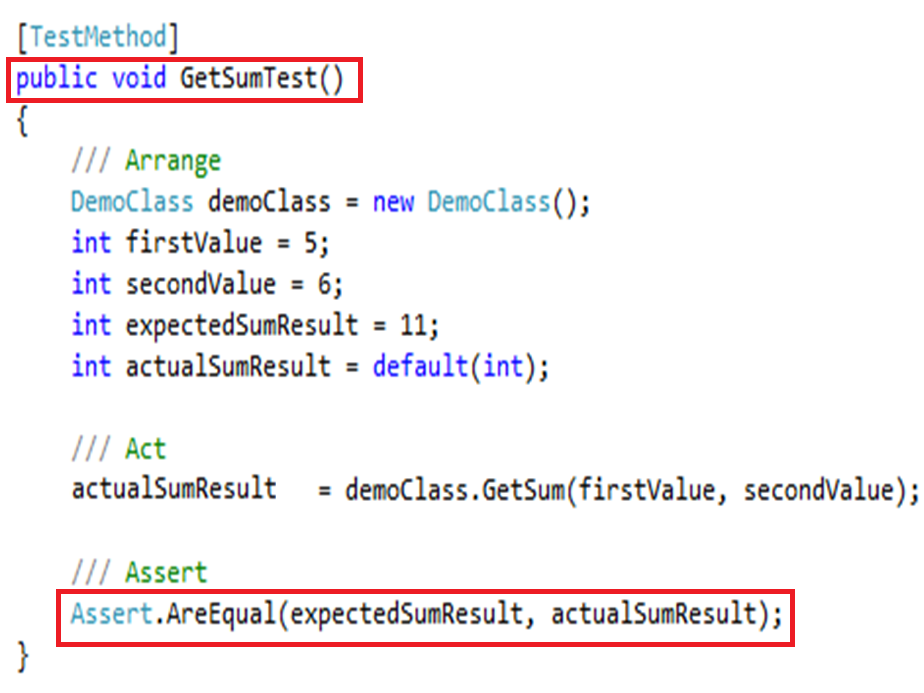 [TestMethod]
public void GetSumTest()
{
    /// Arrange
    DemoClass demoClass = new DemoClass();
    int firstValue = 5;
    int secondValue = 6;
    int expectedSumResult = 11;
    int actualSumResult = default(int);

    /// Act
    actualSumResult   = demoClass.GetSum(firstValue, secondValue);

    /// Assert
    Assert.AreEqual(expectedSumResult, actualSumResult);
}